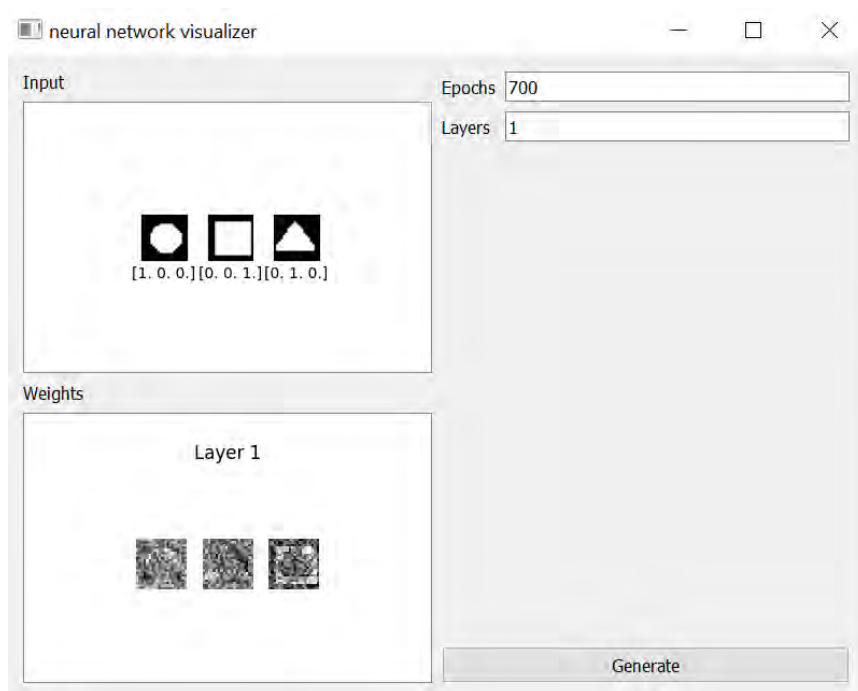 neural network visualizer
Input
[1. 0. 0.][0. 0. 1.][0. 1. 0.]
Weights
Layer 1
Epochs 700
Layers 1
Generate